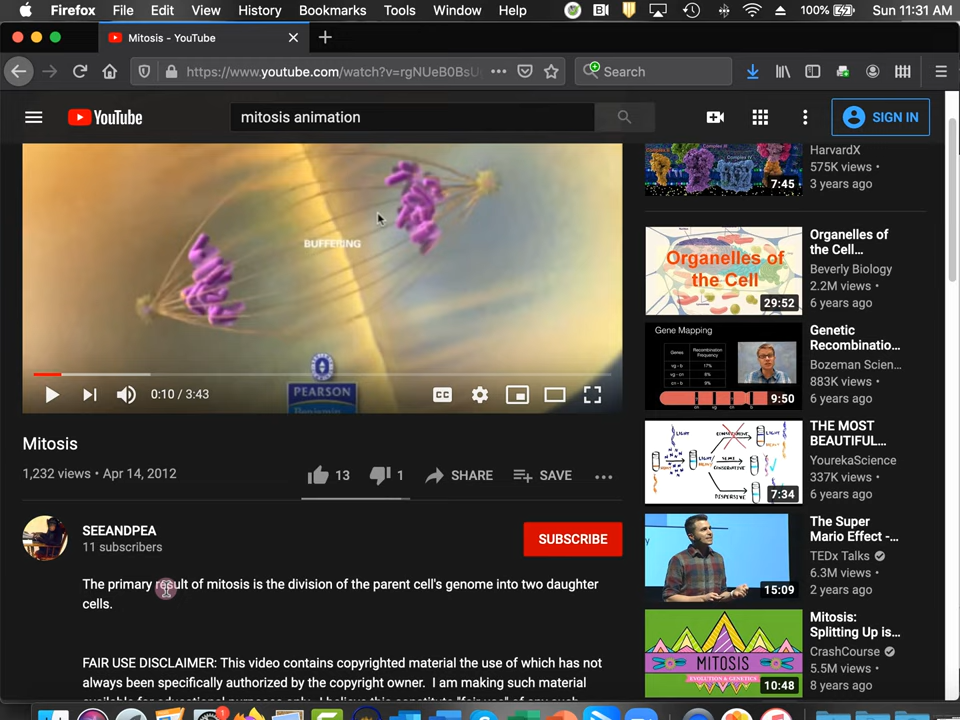 Firefox File Edit View History Bookmarks Tools Window Help 100% Sun 11:31 AM
Mitosis - YouTube
https://www.youtube.com/watch?v=rgNUeB0BsU
Search
YouTube
mitosis animation
SIGN IN
BUFFERING
PEARSON
0:10 / 3:43
CC
Mitosis
1,232 views • Apr 14, 2012
13
1
SHARE
SAVE
SEEANDPEA
11 subscribers
SUBSCRIBE
The primary result of mitosis is the division of the parent cell's genome into two daughter
cells.
FAIR USE DISCLAIMER: This video contains copyrighted material the use of which has not
always been specifically authorized by the copyright owner. I am making such material
HarvardX
575K views •
3 years ago
7:45
Organelles of
the Cell
29:52
Organelles of
the Cell...
Beverly Biology
2.2M views •
6 years ago
Gene Mapping
9:50
Genetic
Recombinatio...
Bozeman Scien...
883K views •
6 years ago
7:34
THE MOST
BEAUTIFUL...
YourekaScience
337K views •
6 years ago
15:09
The Super
Mario Effect -...
TEDx Talks
6.3M views •
2 years ago
MITOSIS
EVOLUTION & GENETICS
10:48
Mitosis:
Splitting Up is...
CrashCourse
5.5M views •
8 years ago